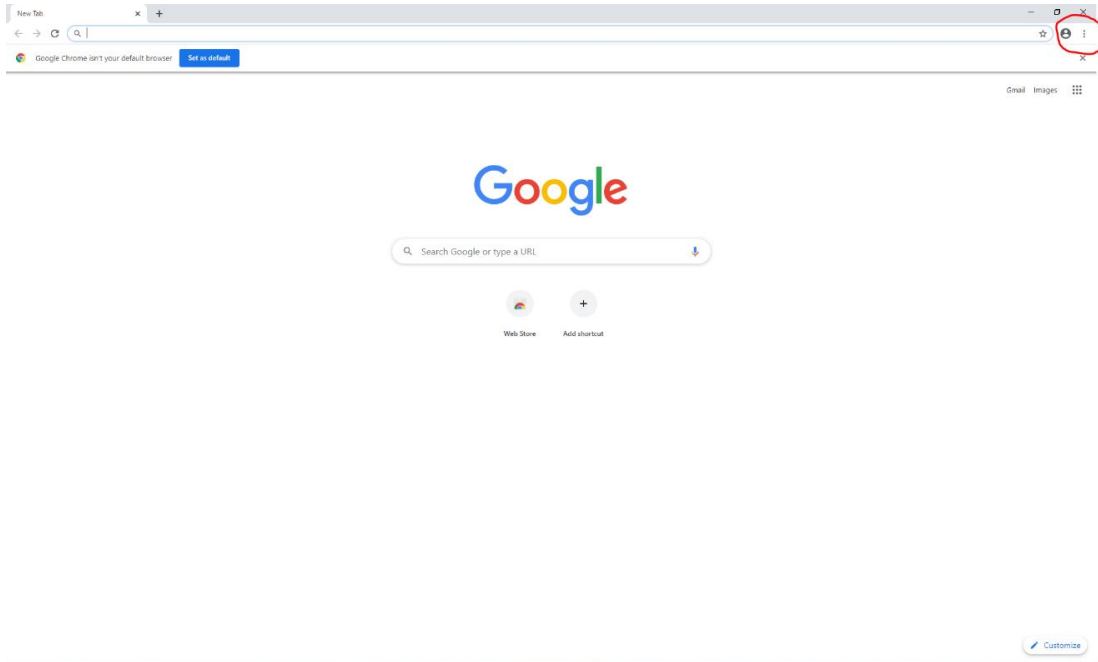 New Tab
Google Chrome isn't your default browser Set as default
Gmail Images
Google
Search Google or type a URL
Web Store Add shortcut
Customize